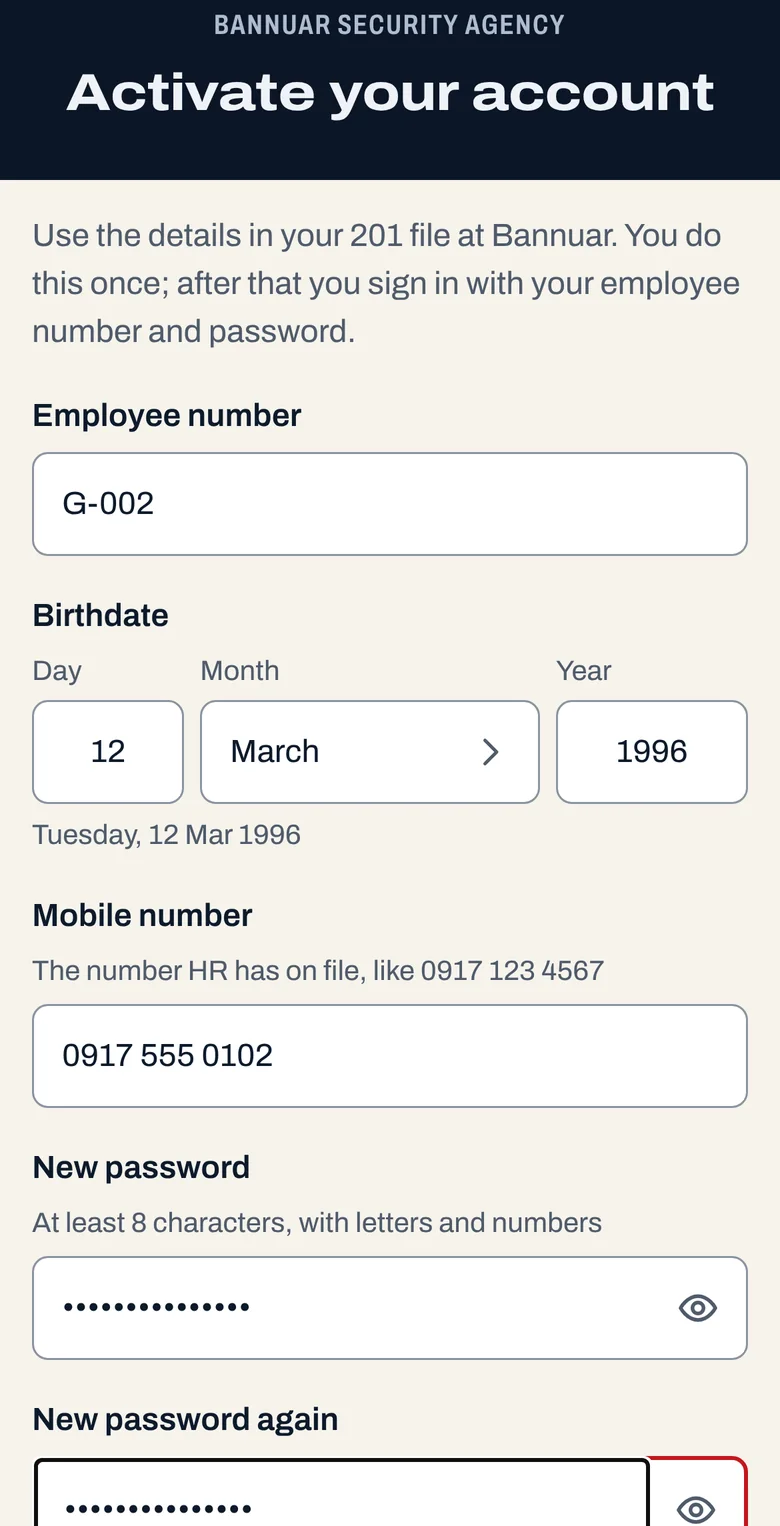 BANNUAR SECURITY AGENCY
Activate your account
Use the details in your 201 file at Bannuar. You do
this once; after that you sign in with your employee
number and password.
Employee number
G-002
Birthdate
Day Month Year
12 March 1996
Tuesday, 12 Mar 1996
Mobile number
The number HR has on file, like 0917 123 4567
0917 555 0102
New password
At least 8 characters, with letters and numbers
•••••••••••••••
New password again
•••••••••••••••